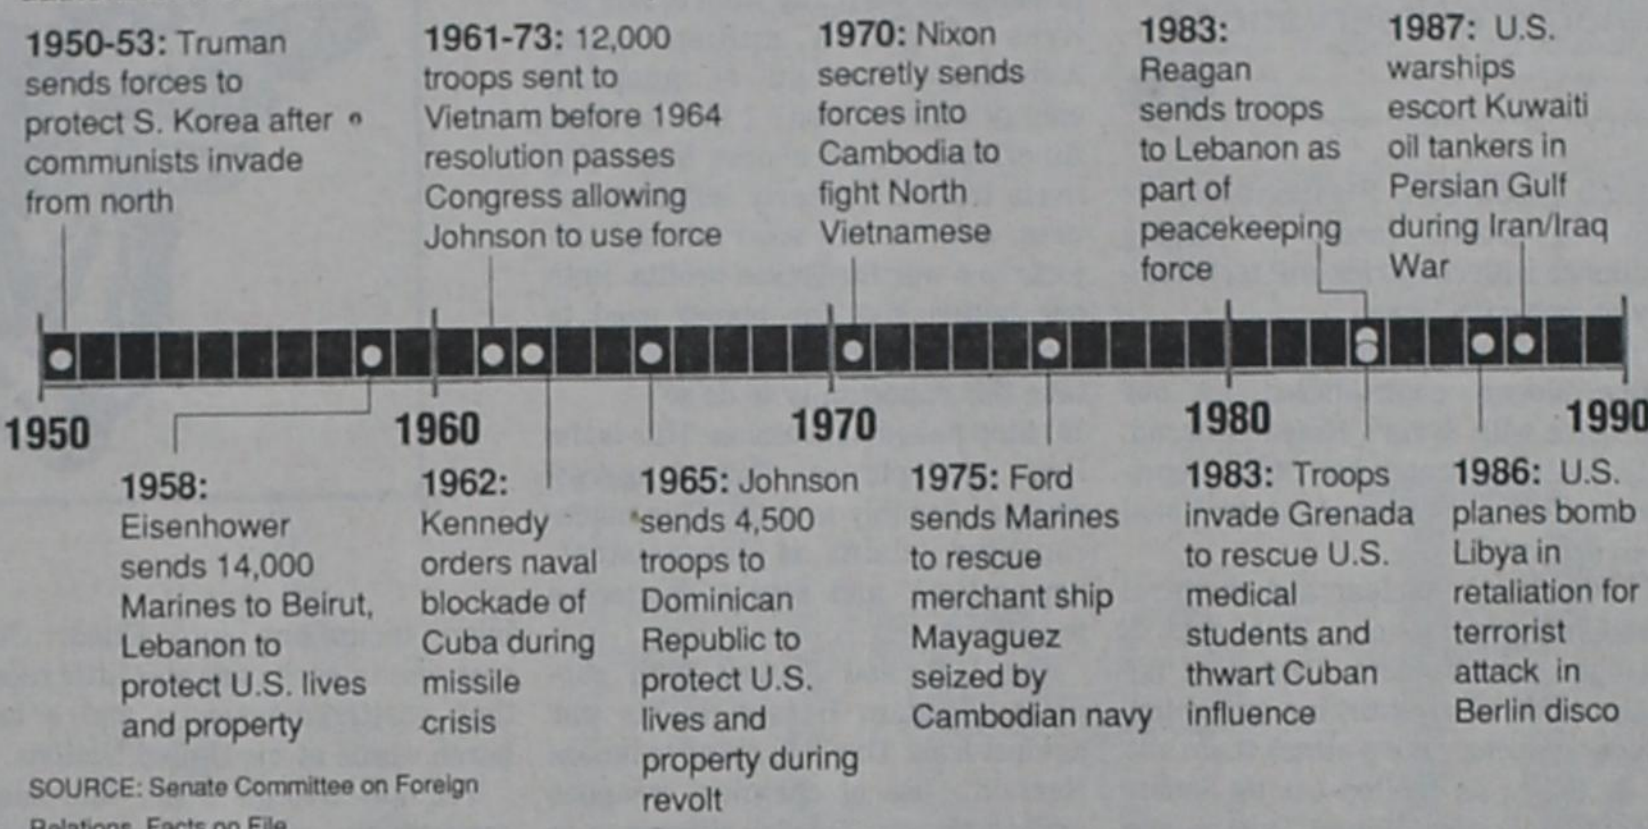 1950-53: Truman
sends forces to
protect S. Korea after
communists invade
from north
1961-73: 12,000
troops sent to
Vietnam before 1964
resolution passes
Congress allowing
Johnson to use force
1970: Nixon
secretly sends
forces into
Cambodia to
fight North
Vietnamese
1983:
Reagan
sends troops
to Lebanon as
part of
peacekeeping
force
1987: U.S.
warships
escort Kuwaiti
oil tankers in
Persian Gulf
during Iran/Iraq
War
1950
1960
1970
1980
1990
1958:
Eisenhower
sends 14,000
Marines to Beirut,
Lebanon to
protect U.S. lives
and property
1962:
Kennedy
orders naval
blockade of
Cuba during
missile
crisis
1965: Johnson
sends 4,500
troops to
Dominican
Republic to
protect U.S.
lives and
property during
revolt
1975: Ford
sends Marines
to rescue
merchant ship
Mayaguez
seized by
Cambodian navy
1983: Troops
invade Grenada
to rescue U.S.
medical
students and
thwart Cuban
influence
1986: U.S.
planes bomb
Libya in
retaliation for
terrorist
attack in
Berlin disco
SOURCE: Senate Committee on Foreign
Relations, Facts on File